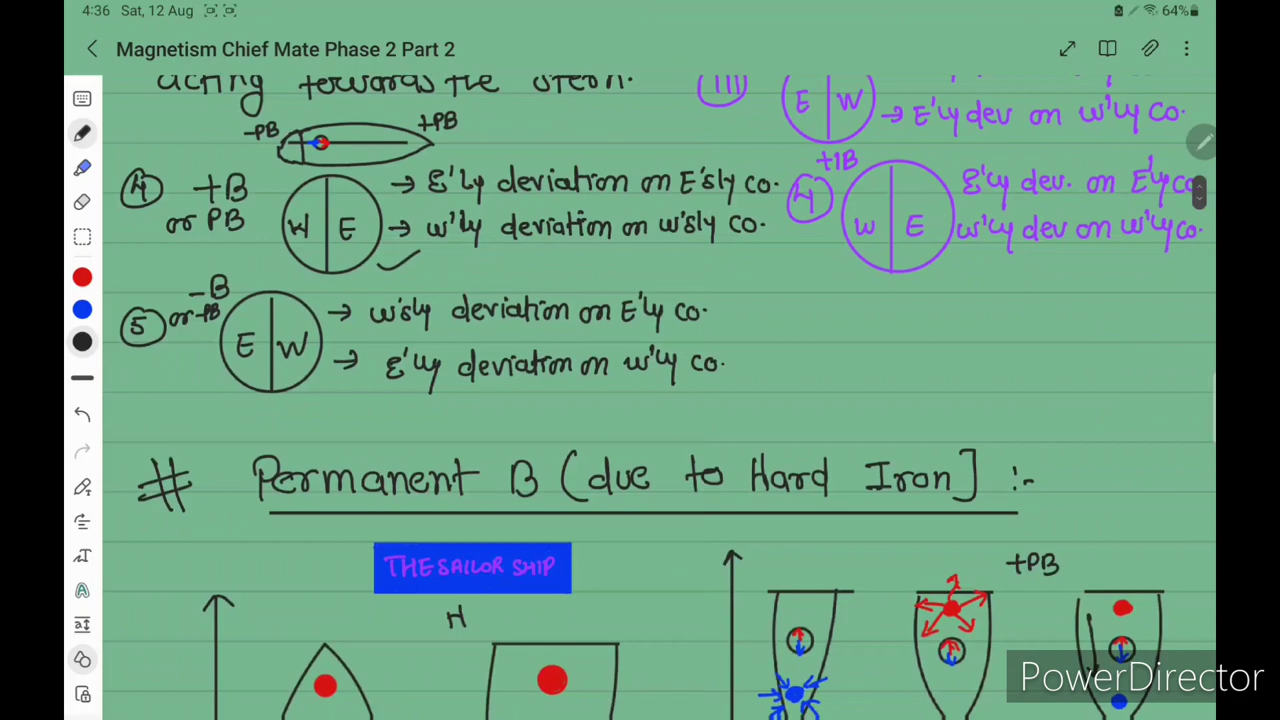 4:36 Sat, 12 Aug
64%
Magnetism Chief Mate Phase 2 Part 2
acting towards the stern.
-PB +PB
4 +B or PB
W E
→ E'ly deviation on E'sly co.
→ w'ly deviation on w'sly co.
5 -B or -PB
E W
→ w'sly deviation on E'ly co.
→ E'ly deviation on w'ly co.
(III)
E W
→ E'ly dev on w'ly co.
4 +IB
W E
E'ly dev. on E'ly co
w'ly dev on w'ly co.
# Permanent B (due to Hard Iron] :-
THE SAILOR SHIP
H
+PB
PowerDirector